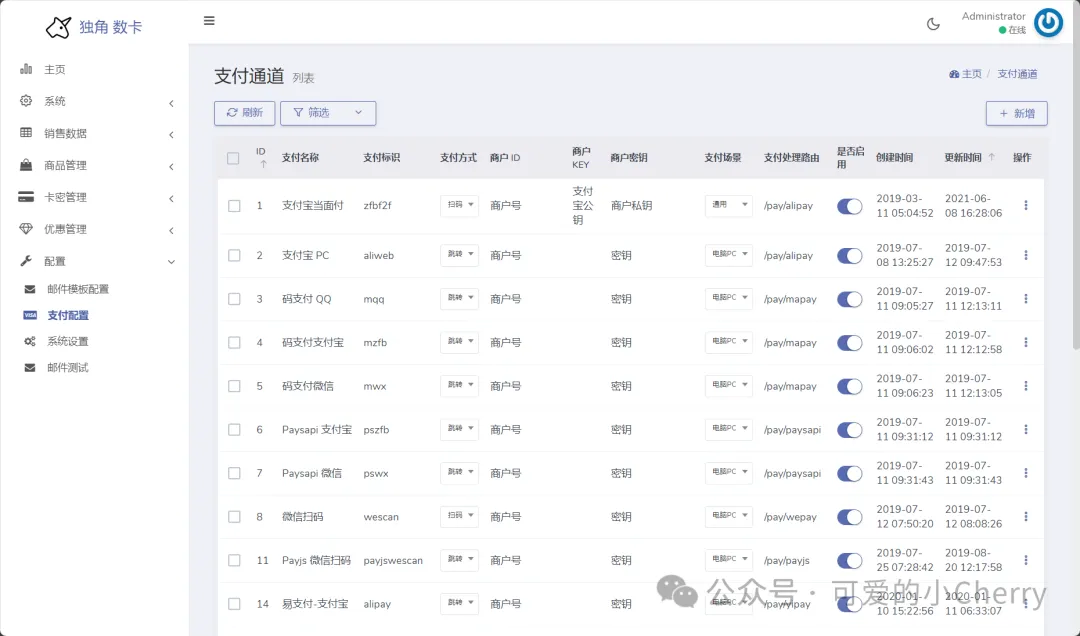 独角 数卡
Administrator
在线
主页
系统
销售数据
商品管理
卡密管理
优惠管理
配置
邮件模板配置
VISA 支付配置
系统设置
邮件测试
支付通道 列表
主页 / 支付通道
刷新 筛选
+ 新增
ID 支付名称 支付标识 支付方式 商户 ID 商户 KEY 商户密钥 支付场景 支付处理路由 是否启用 创建时间 更新时间 操作
1 支付宝当面付 zfbf2f 扫码 商户号 支付宝公钥 商户私钥 通用 /pay/alipay 2019-03-11 05:04:52 2021-06-08 16:28:06
2 支付宝 PC aliweb 跳转 商户号 密钥 电脑PC /pay/alipay 2019-07-08 13:25:27 2019-07-12 09:47:53
3 码支付 QQ mqq 跳转 商户号 密钥 电脑PC /pay/mapay 2019-07-11 09:05:27 2019-07-11 12:13:11
4 码支付支付宝 mzfb 跳转 商户号 密钥 电脑PC /pay/mapay 2019-07-11 09:06:02 2019-07-11 12:12:58
5 码支付微信 mwx 跳转 商户号 密钥 电脑PC /pay/mapay 2019-07-11 09:06:23 2019-07-11 12:13:05
6 Paysapi 支付宝 pszfb 跳转 商户号 密钥 电脑PC /pay/paysapi 2019-07-11 09:31:12 2019-07-11 09:31:12
7 Paysapi 微信 pswx 跳转 商户号 密钥 电脑PC /pay/paysapi 2019-07-11 09:31:43 2019-07-11 09:31:43
8 微信扫码 wescan 扫码 商户号 密钥 电脑PC /pay/wepay 2019-07-12 07:50:20 2019-07-12 08:08:26
11 Payjs 微信扫码 payjswescan 跳转 商户号 密钥 电脑PC /pay/payjs 2019-07-25 07:28:42 2019-08-20 12:17:58
14 易支付-支付宝 alipay 跳转 商户号 密钥 电脑PC 2020-01-10 15:22:56 2020-01-11 06:33:07
公众号 · 可爱的小Cherry